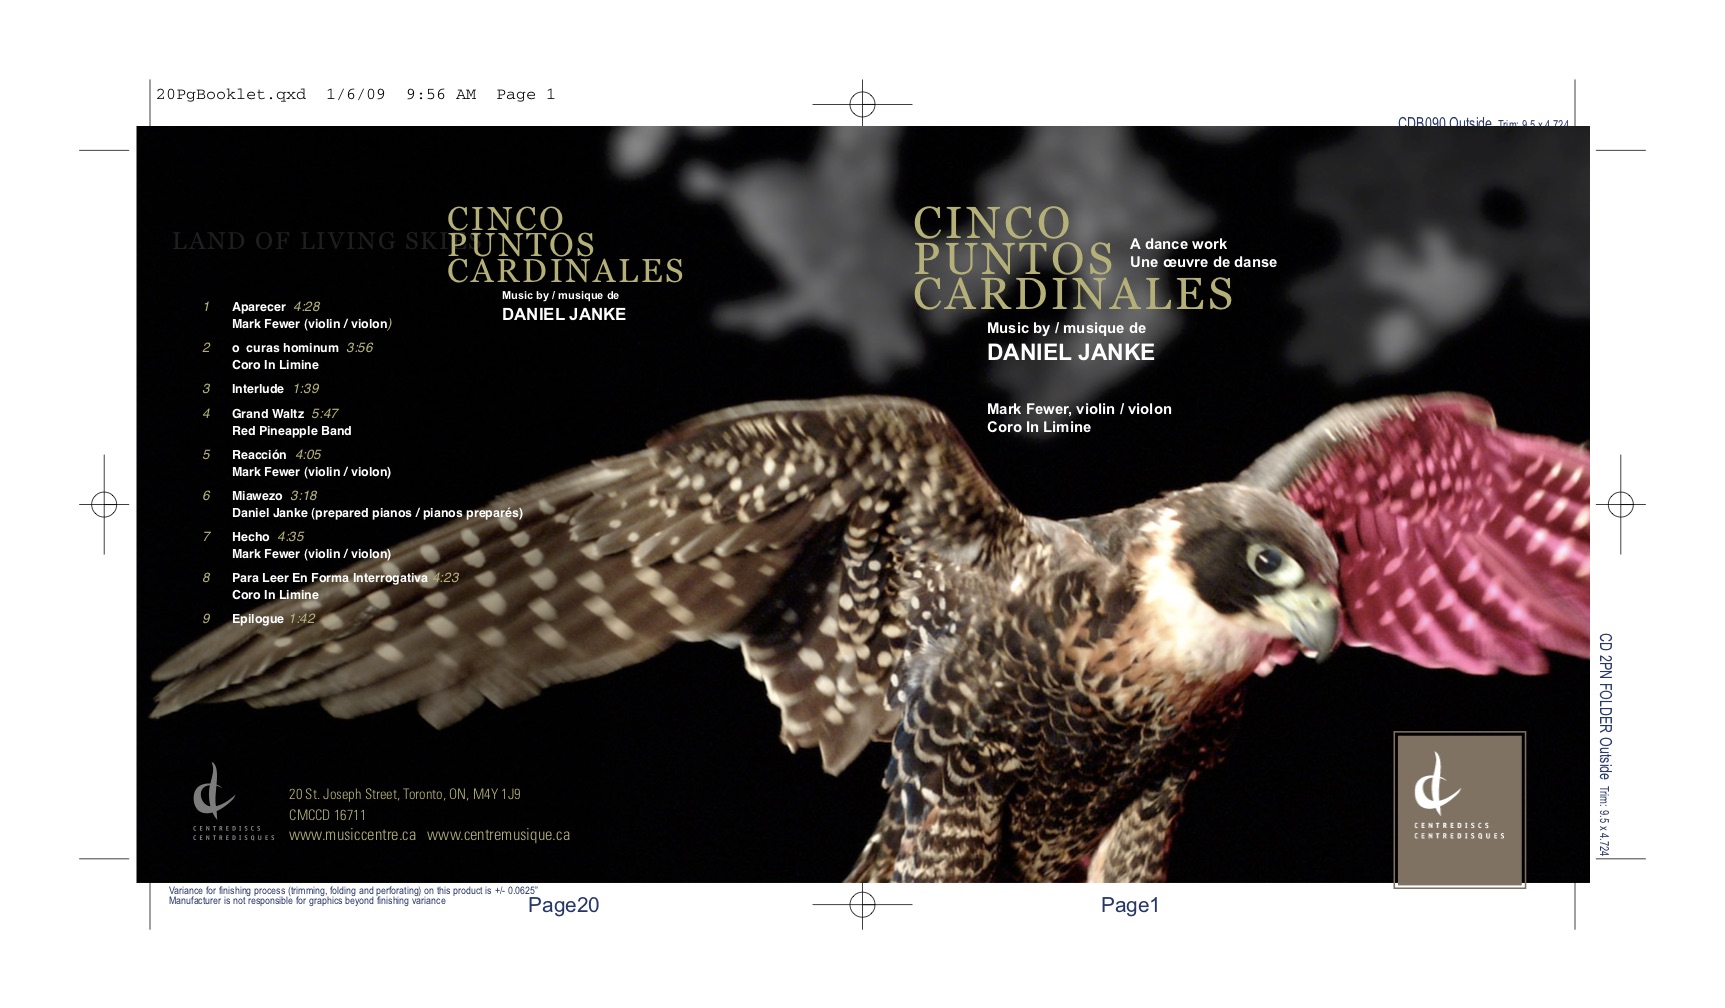 20PgBooklet.qxd 1/6/09 9:56 AM Page 1
CDB090 Outside Trim: 9.5 x 4.724
LAND OF LIVING
CINCO
PUNTOS
CARDINALES
Music by / musique de
DANIEL JANKE
1 Aparecer 4:28
Mark Fewer (violin / violon)
2 o curas hominum 3:56
Coro In Limine
3 Interlude 1:39
4 Grand Waltz 5:47
Red Pineapple Band
5 Reacción 4:05
Mark Fewer (violin / violon)
6 Miawezo 3:18
Daniel Janke (prepared pianos / pianos preparés)
7 Hecho 4:35
Mark Fewer (violin / violon)
8 Para Leer En Forma Interrogativa 4:23
Coro In Limine
9 Epilogue 1:42
CENTREDISCS
CENTREDISQUES
20 St. Joseph Street, Toronto, ON, M4Y 1J9
CMCCD 16711
www.musiccentre.ca www.centremusique.ca
CINCO
PUNTOS
CARDINALES
A dance work
Une œuvre de danse
Music by / musique de
DANIEL JANKE
Mark Fewer, violin / violon
Coro In Limine
CENTREDISCS
CENTREDISQUES
CD 2PN FOLDER Outside Trim: 9.5 x 4.724
Variance for finishing process (trimming, folding and perforating) on this product is +/- 0.0625"
Manufacturer is not responsible for graphics beyond finishing variance
Page20
Page1